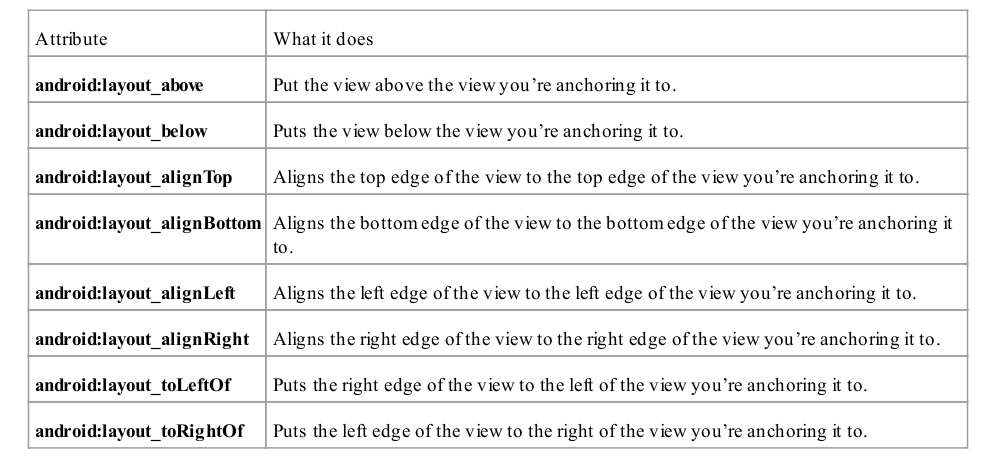 Attribute What it does
android:layout_above Put the view above the view you’re anchoring it to.
android:layout_below Puts the view below the view you’re anchoring it to.
android:layout_alignTop Aligns the top edge of the view to the top edge of the view you’re anchoring it to.
android:layout_alignBottom Aligns the bottom edge of the view to the bottom edge of the view you’re anchoring it
to.
android:layout_alignLeft Aligns the left edge of the view to the left edge of the view you’re anchoring it to.
android:layout_alignRight Aligns the right edge of the view to the right edge of the view you’re anchoring it to.
android:layout_toLeftOf Puts the right edge of the view to the left of the view you’re anchoring it to.
android:layout_toRightOf Puts the left edge of the view to the right of the view you’re anchoring it to.